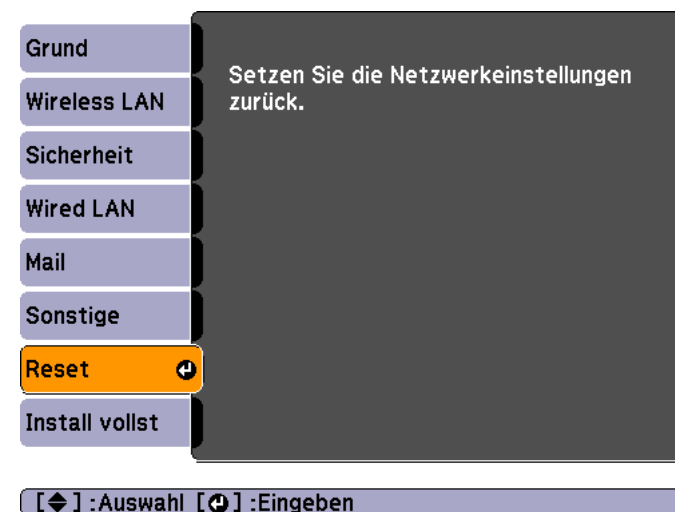 Grund
Wireless LAN
Sicherheit
Wired LAN
Mail
Sonstige
Reset
Install vollst
Setzen Sie die Netzwerkeinstellungen
zurück.
[ ] :Auswahl [ ] :Eingeben